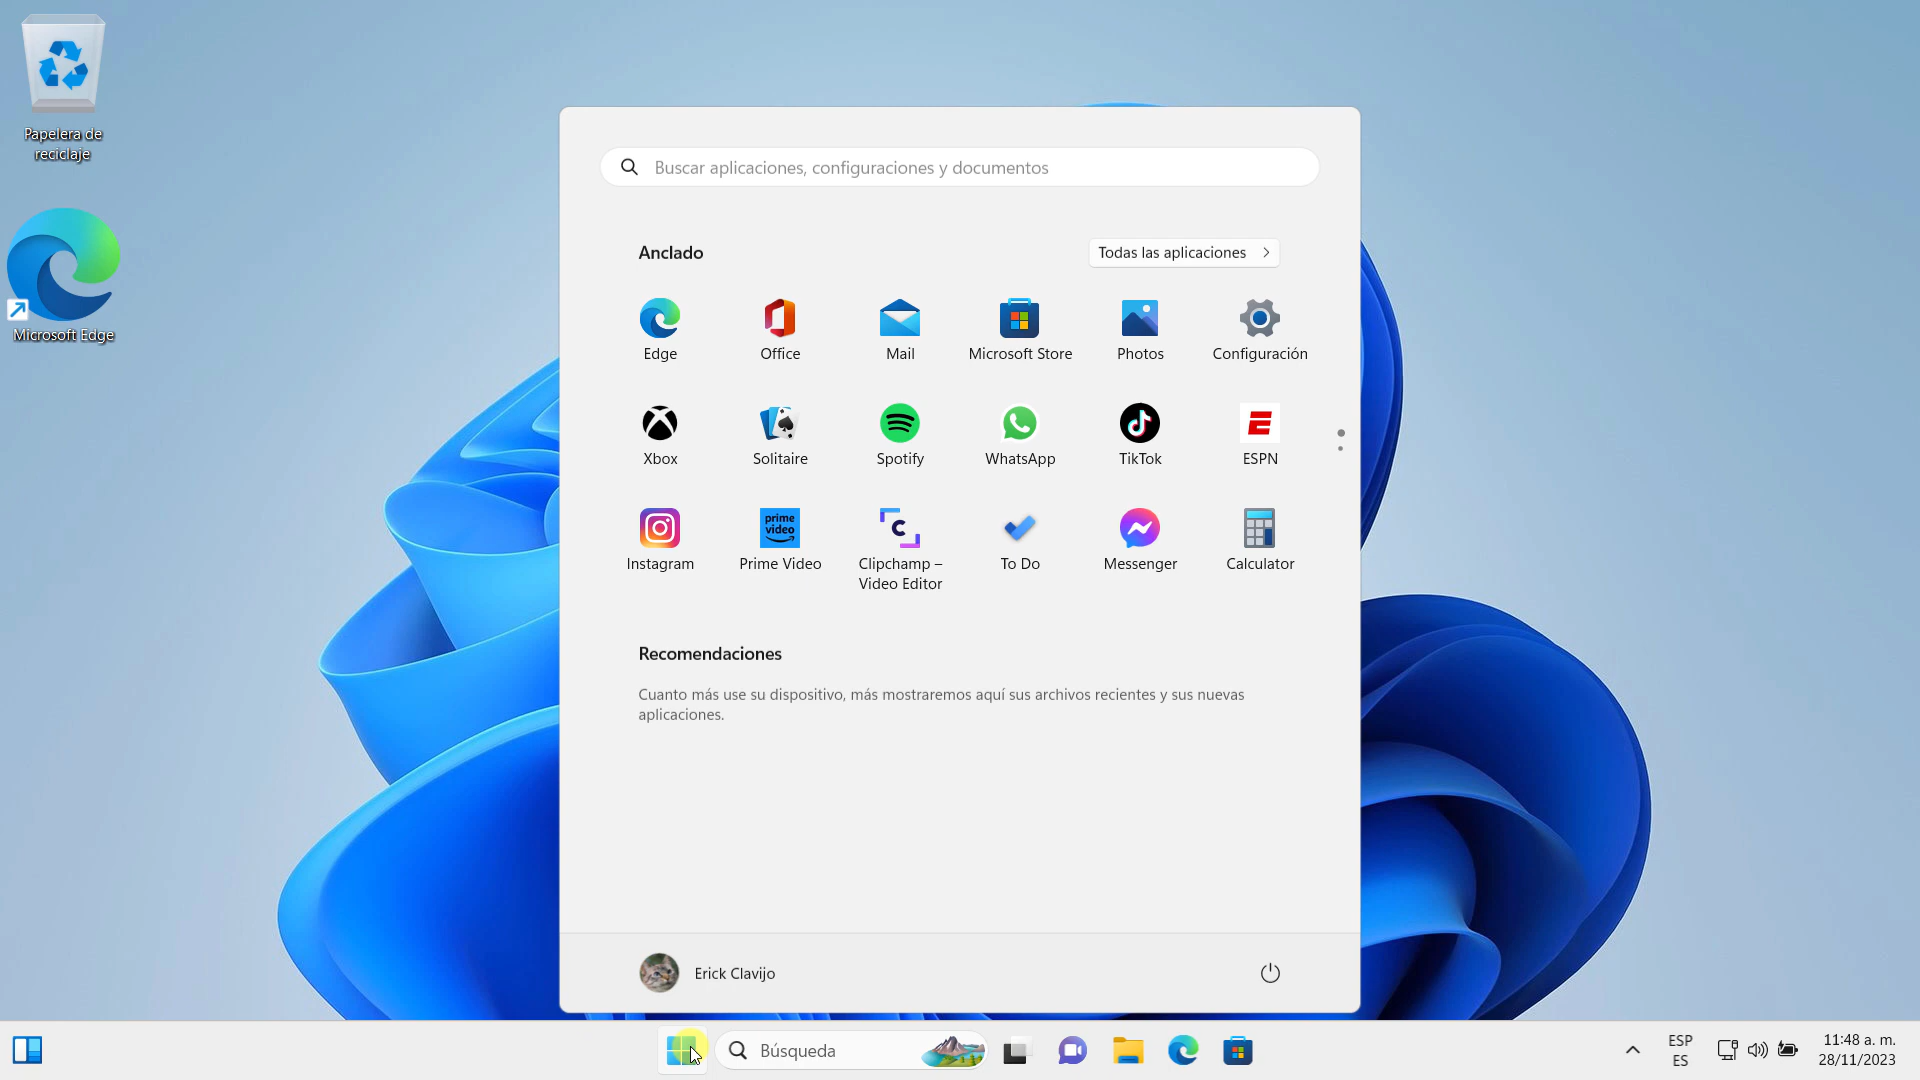 Papelera de
reciclaje
Microsoft Edge
Buscar aplicaciones, configuraciones y documentos
Anclado
Todas las aplicaciones
Edge
Office
Mail
Microsoft Store
Photos
Configuración
Xbox
Solitaire
Spotify
WhatsApp
TikTok
ESPN
prime
video
Instagram
Prime Video
Clipchamp –
Video Editor
To Do
Messenger
Calculator
Recomendaciones
Cuanto más use su dispositivo, más mostraremos aquí sus archivos recientes y sus nuevas
aplicaciones.
Erick Clavijo
Búsqueda
ESP
ES
11:48 a. m.
28/11/2023